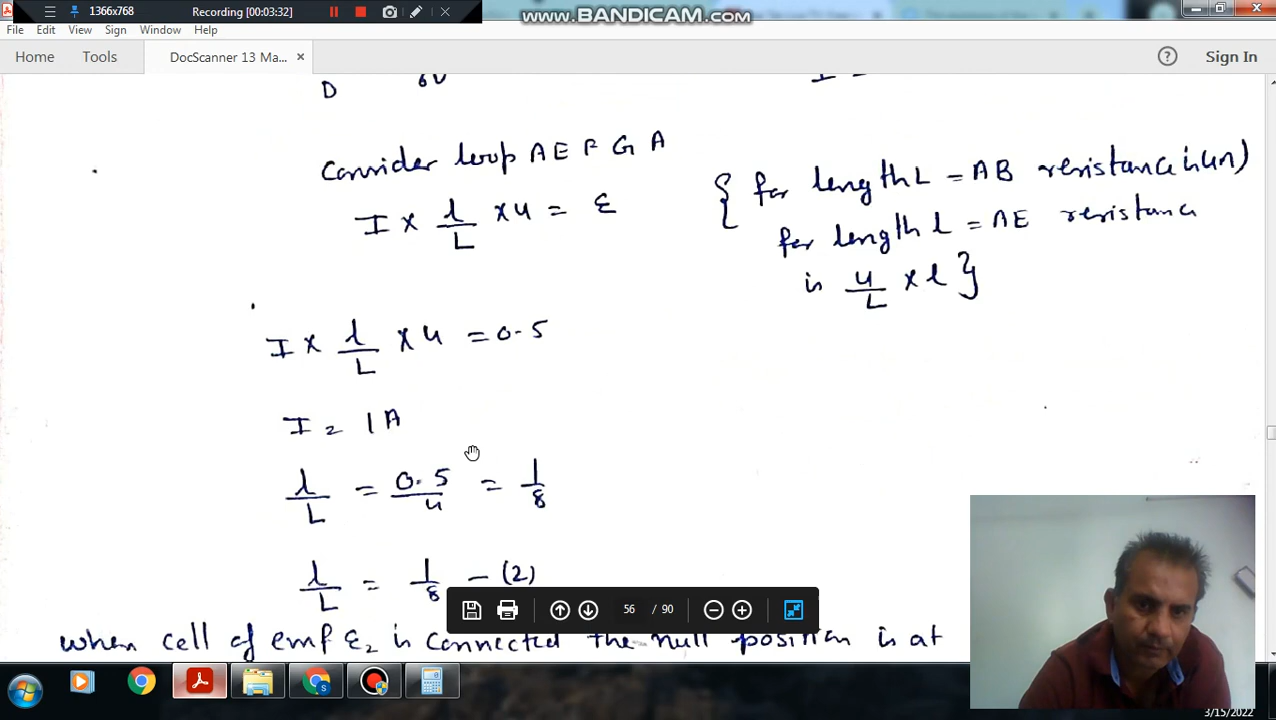 1366x768
Recording [00:03:32]
www.BANDICAM.com
File Edit View Sign Window Help
Home Tools DocScanner 13 Ma... × Sign In
D 6V I =
Consider loop A E F G A
I × l/L × 4 = ε
{ for length L = AB resistance is 4Ω)
for length l = AE resistance
is 4/L × l }
I × l/L × 4 = 0.5
I = 1A
l/L = 0.5/4 = 1/8
l/L = 1/8 – (2)
56 / 90
when cell of emf ε2 is connected the null position is at
3/15/2022